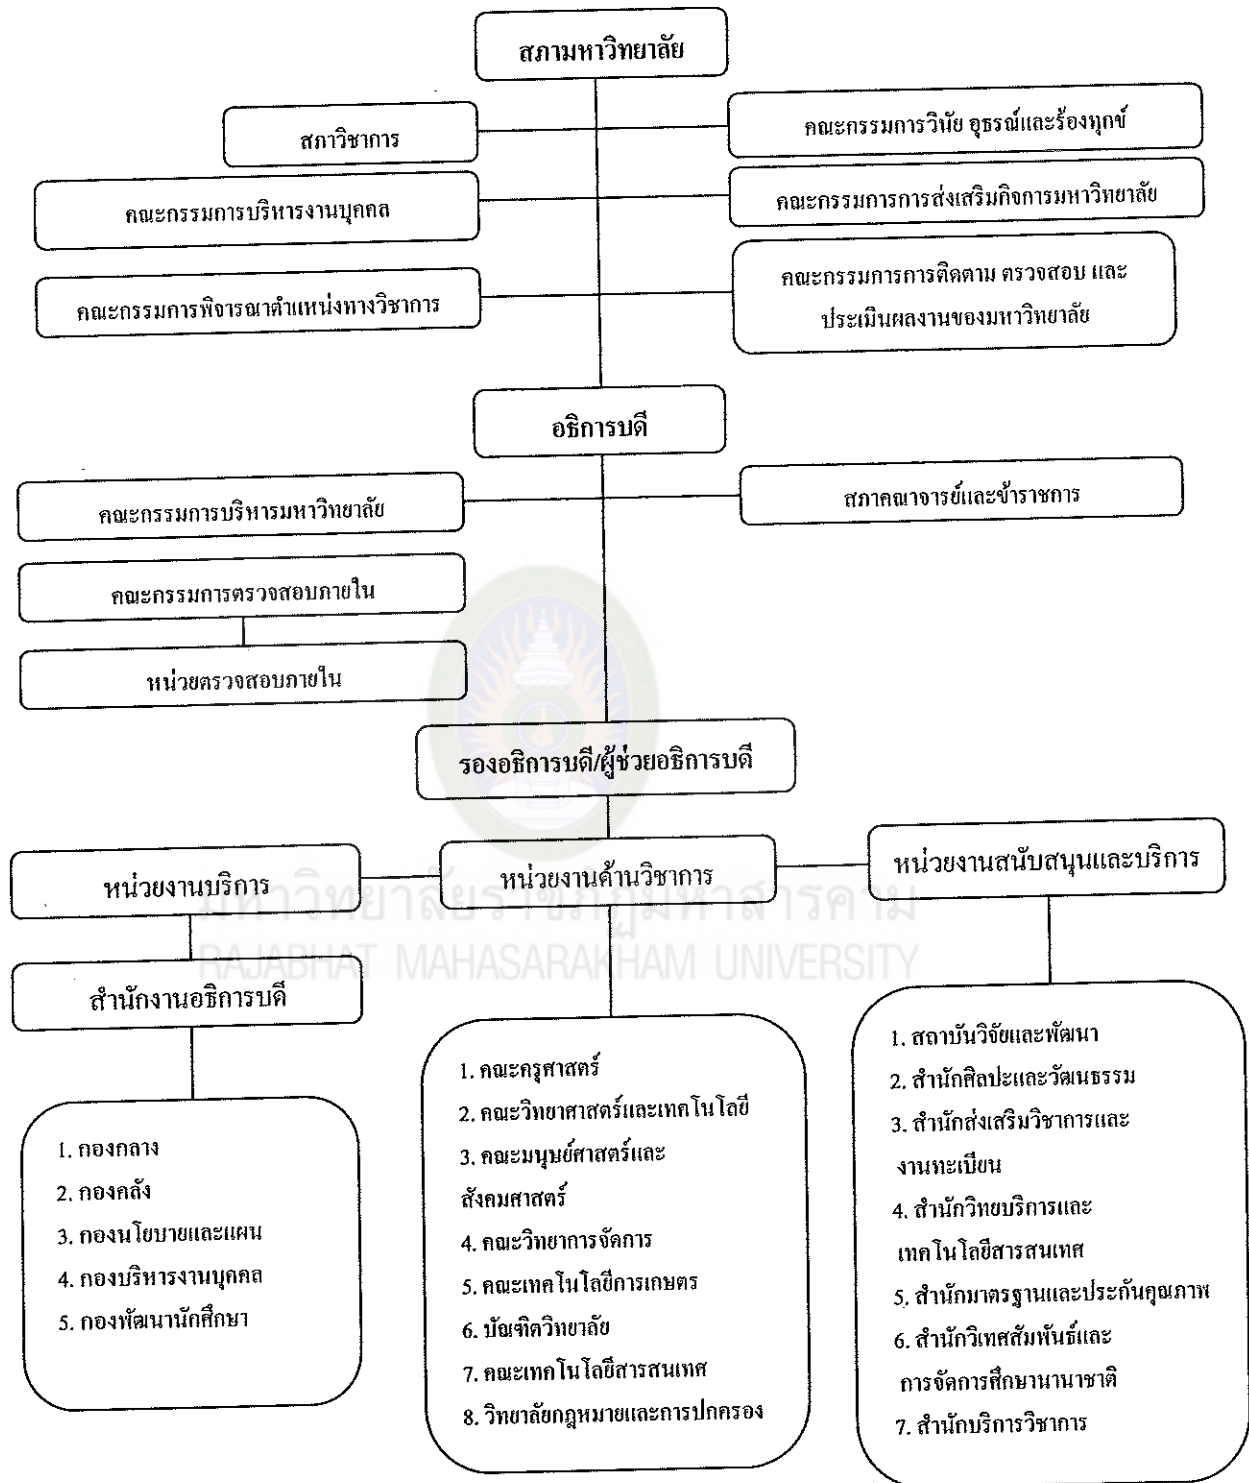 สภามหาวิทยาลัย
สภาวิชาการ
คณะกรรมการวินัย อุธรณ์และร้องทุกข์
คณะกรรมการบริหารงานบุคคล
คณะกรรมการการส่งเสริมกิจการมหาวิทยาลัย
คณะกรรมการพิจารณาตำแหน่งทางวิชาการ
คณะกรรมการการติดตาม ตรวจสอบ และ
ประเมินผลงานของมหาวิทยาลัย
อธิการบดี
คณะกรรมการบริหารมหาวิทยาลัย
สภาคณาจารย์และข้าราชการ
คณะกรรมการตรวจสอบภายใน
หน่วยตรวจสอบภายใน
รองอธิการบดี/ผู้ช่วยอธิการบดี
หน่วยงานบริการ
หน่วยงานด้านวิชาการ
หน่วยงานสนับสนุนและบริการ
มหาวิทยาลัยราชภัฏมหาสารคาม
RAJABHAT MAHASARAKHAM UNIVERSITY
สำนักงานอธิการบดี
1. กองกลาง
2. กองคลัง
3. กองนโยบายและแผน
4. กองบริหารงานบุคคล
5. กองพัฒนานักศึกษา
1. คณะครุศาสตร์
2. คณะวิทยาศาสตร์และเทคโนโลยี
3. คณะมนุษย์ศาสตร์และ
สังคมศาสตร์
4. คณะวิทยาการจัดการ
5. คณะเทคโนโลยีการเกษตร
6. บัณฑิตวิทยาลัย
7. คณะเทคโนโลยีสารสนเทศ
8. วิทยาลัยกฎหมายและการปกครอง
1. สถาบันวิจัยและพัฒนา
2. สำนักศิลปะและวัฒนธรรม
3. สำนักส่งเสริมวิชาการและ
งานทะเบียน
4. สำนักวิทยบริการและ
เทคโนโลยีสารสนเทศ
5. สำนักมาตรฐานและประกันคุณภาพ
6. สำนักวิเทศสัมพันธ์และ
การจัดการศึกษานานาชาติ
7. สำนักบริการวิชาการ